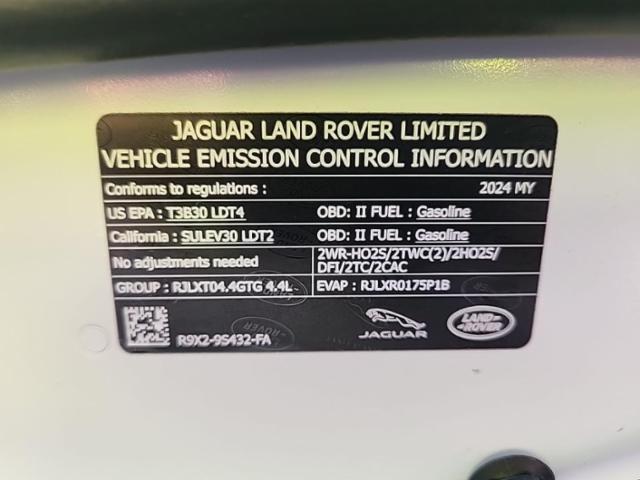 JAGUAR LAND ROVER LIMITED
VEHICLE EMISSION CONTROL INFORMATION
Conforms to regulations : 2024 MY
US EPA : T3B30 LDT4 OBD: II FUEL : Gasoline
California : SULEV30 LDT2 OBD: II FUEL : Gasoline
No adjustments needed 2WR-HO2S/2TWC(2)/2HO2S/
DFI/2TC/2CAC
GROUP : RJLXT04.4GTG 4.4L EVAP : RJLXR0175P1B
R9X2-9S432-FA
JAGUAR
LAND-
ROVER